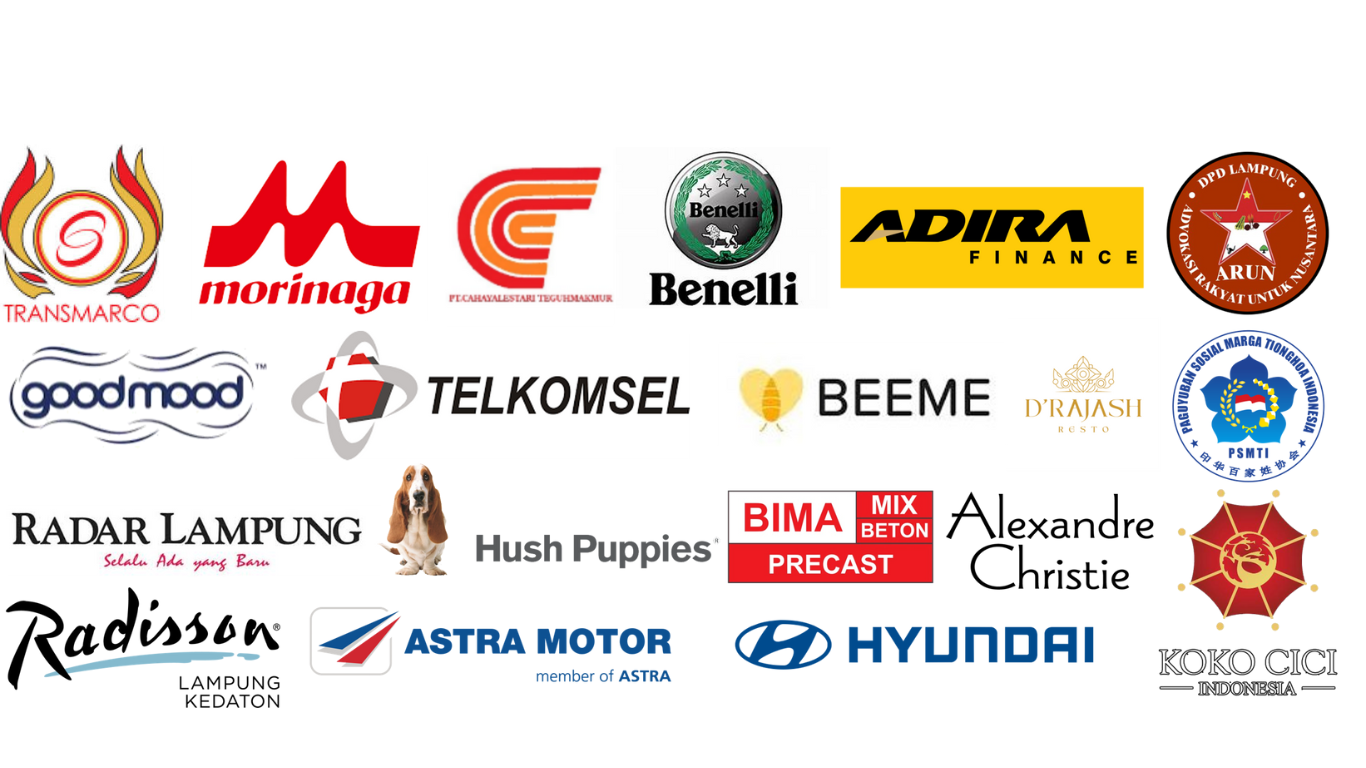 TRANSMARCO
morinaga
PT.CAHAYALESTARI TEGUHMAKMUR
Benelli
Benelli
ADIRA
FINANCE
DPD LAMPUNG
ADVOKASI RAKYAT UNTUK NUSANTARA
ARUN
goodmood™
TELKOMSEL
BEEME
D'RAJASH
RESTO
PAGUYUBAN SOSIAL MARGA TIONGHOA INDONESIA
PSMTI
印华百家姓协会
RADAR LAMPUNG
Selalu Ada yang Baru
Hush Puppies
BIMA
MIX
BETON
PRECAST
Alexandre
Christie
Radisson®
LAMPUNG
KEDATON
ASTRA MOTOR
member of ASTRA
HYUNDAI
KOKO CICI
INDONESIA